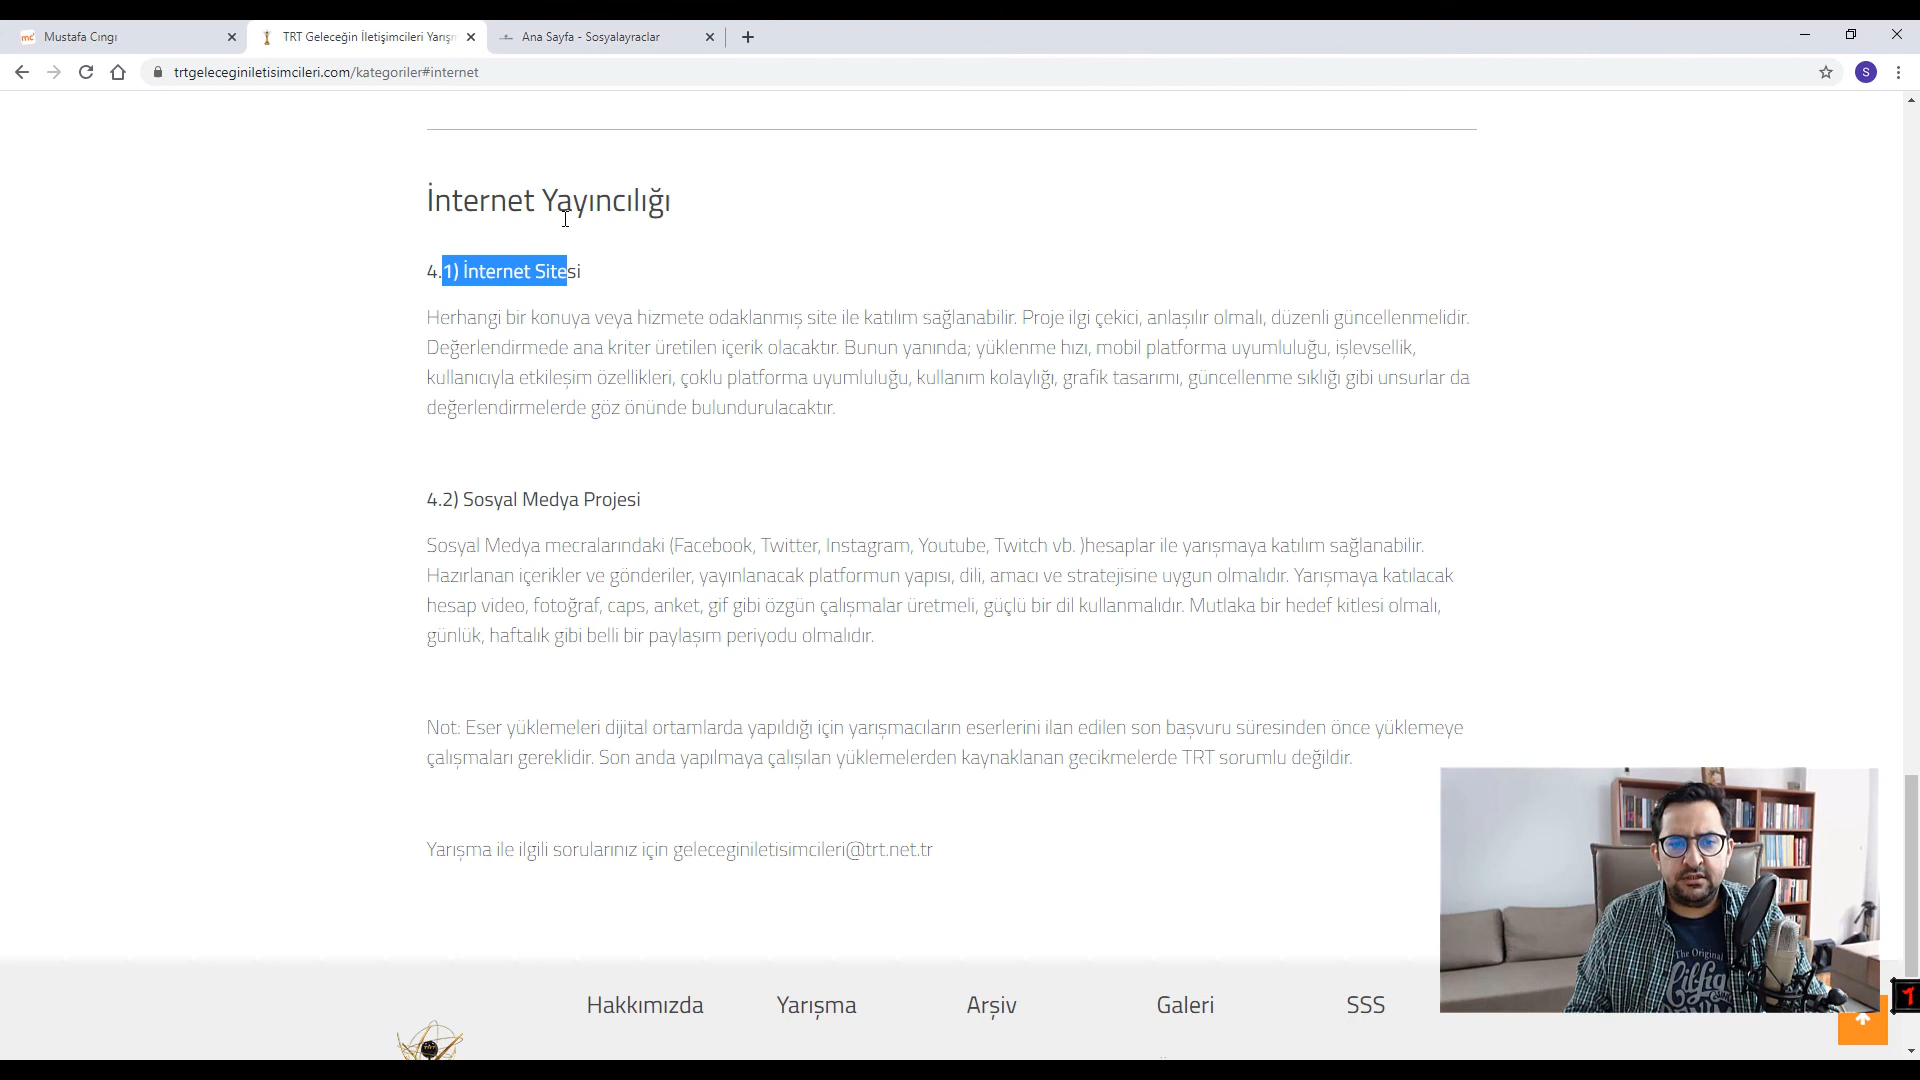 mc Mustafa Cıngı
TRT Geleceğin İletişimcileri Yarışm
Ana Sayfa - Sosyalayraclar
trtgeleceginiletisimcileri.com/kategoriler#internet
S
İnternet Yayıncılığı
4.1) İnternet Sitesi
Herhangi bir konuya veya hizmete odaklanmış site ile katılım sağlanabilir. Proje ilgi çekici, anlaşılır olmalı, düzenli güncellenmelidir.
Değerlendirmede ana kriter üretilen içerik olacaktır. Bunun yanında; yüklenme hızı, mobil platforma uyumluluğu, işlevsellik,
kullanıcıyla etkileşim özellikleri, çoklu platforma uyumluluğu, kullanım kolaylığı, grafik tasarımı, güncellenme sıklığı gibi unsurlar da
değerlendirmelerde göz önünde bulundurulacaktır.
4.2) Sosyal Medya Projesi
Sosyal Medya mecralarındaki (Facebook, Twitter, Instagram, Youtube, Twitch vb. )hesaplar ile yarışmaya katılım sağlanabilir.
Hazırlanan içerikler ve gönderiler, yayınlanacak platformun yapısı, dili, amacı ve stratejisine uygun olmalıdır. Yarışmaya katılacak
hesap video, fotoğraf, caps, anket, gif gibi özgün çalışmalar üretmeli, güçlü bir dil kullanmalıdır. Mutlaka bir hedef kitlesi olmalı,
günlük, haftalık gibi belli bir paylaşım periyodu olmalıdır.
Not: Eser yüklemeleri dijital ortamlarda yapıldığı için yarışmacıların eserlerini ilan edilen son başvuru süresinden önce yüklemeye
çalışmaları gereklidir. Son anda yapılmaya çalışılan yüklemelerden kaynaklanan gecikmelerde TRT sorumlu değildir.
Yarışma ile ilgili sorularınız için geleceginiletisimcileri@trt.net.tr
The Original
Hakkımızda Yarışma Arşiv Galeri SSS